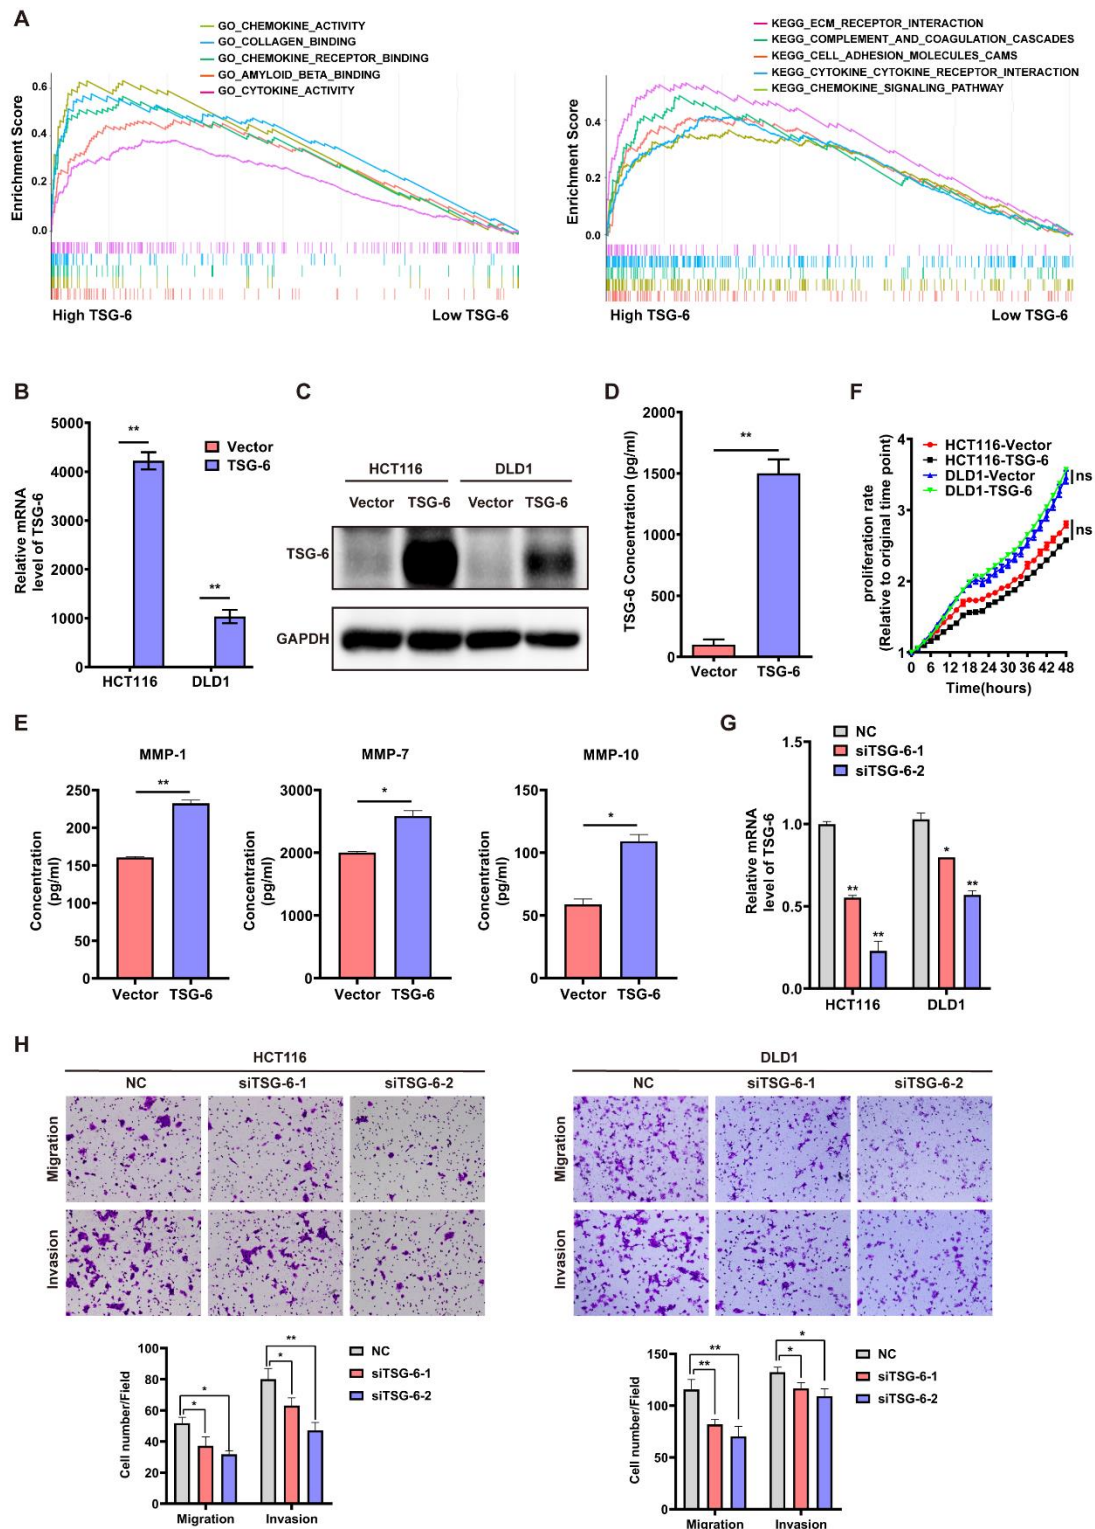 A
GO_CHEMOKINE_ACTIVITY
GO_COLLAGEN_BINDING
GO_CHEMOKINE_RECEPTOR_BINDING
GO_AMYLOID_BETA_BINDING
GO_CYTOKINE_ACTIVITY
Enrichment Score
0.6
0.4
0.2
0.0
High TSG-6
Low TSG-6
KEGG_ECM_RECEPTOR_INTERACTION
KEGG_COMPLEMENT_AND_COAGULATION_CASCADES
KEGG_CELL_ADHESION_MOLECULES_CAMS
KEGG_CYTOKINE_CYTOKINE_RECEPTOR_INTERACTION
KEGG_CHEMOKINE_SIGNALING_PATHWAY
Enrichment Score
0.4
0.2
0.0
High TSG-6
Low TSG-6
B
Relative mRNA
level of TSG-6
5000
4000
3000
2000
1000
0
**
**
Vector
TSG-6
HCT116
DLD1
C
HCT116
DLD1
Vector
TSG-6
Vector
TSG-6
TSG-6
GAPDH
D
TSG-6 Concentration (pg/ml)
2000
1500
1000
500
0
**
Vector
TSG-6
F
HCT116-Vector
HCT116-TSG-6
DLD1-Vector
DLD1-TSG-6
proliferation rate
(Relative to original time point)
4
3
2
1
ns
ns
0 6 12 18 24 30 36 42 48
Time(hours)
E
MMP-1
Concentration
(pg/ml)
250
200
150
100
50
0
**
Vector
TSG-6
MMP-7
Concentration
(pg/ml)
3000
2000
1000
0
*
Vector
TSG-6
MMP-10
Concentration
(pg/ml)
150
100
50
0
*
Vector
TSG-6
G
NC
siTSG-6-1
siTSG-6-2
Relative mRNA
level of TSG-6
1.5
1.0
0.5
0.0
**
**
*
**
HCT116
DLD1
H
HCT116
NC
siTSG-6-1
siTSG-6-2
Migration
Invasion
Cell number/Field
100
80
60
40
20
0
*
*
**
*
NC
siTSG-6-1
siTSG-6-2
Migration
Invasion
DLD1
NC
siTSG-6-1
siTSG-6-2
Migration
Invasion
Cell number/Field
150
100
50
0
**
**
*
*
NC
siTSG-6-1
siTSG-6-2
Migration
Invasion